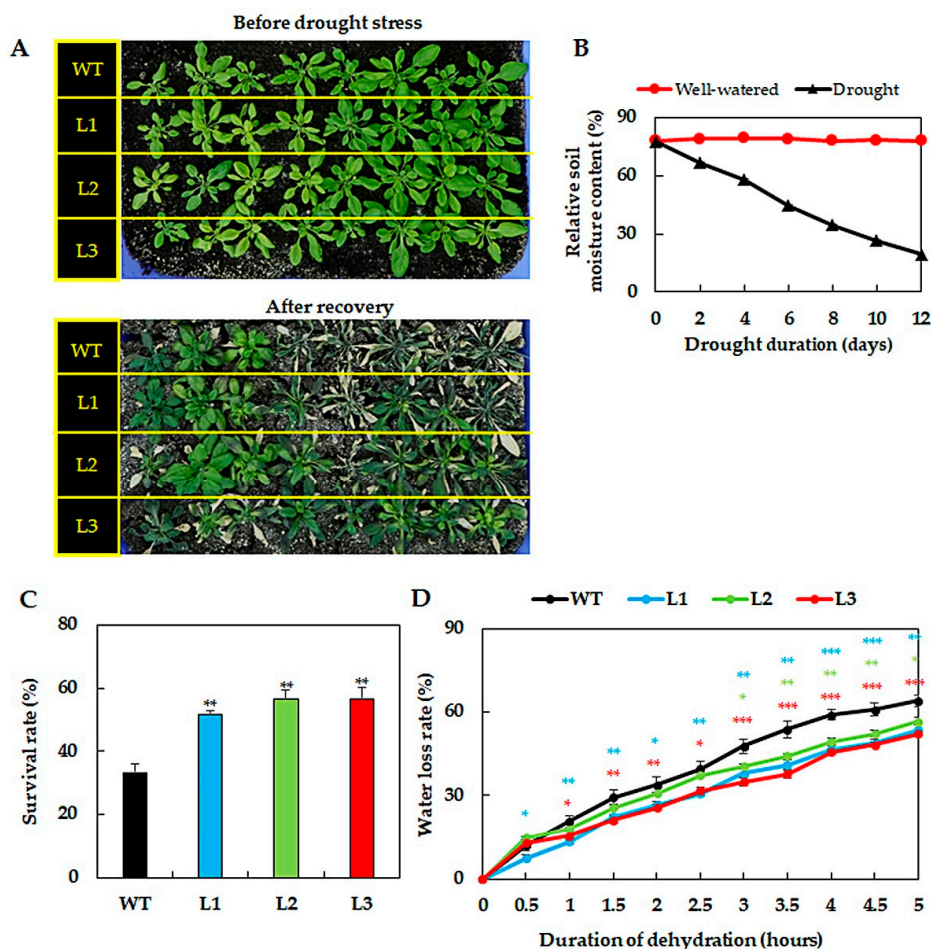 Before drought stress
A
WT
L1
L2
L3
After recovery
WT
L1
L2
L3
B
Well-watered Drought
Relative soil
moisture content (%)
90
60
30
0
0 2 4 6 8 10 12
Drought duration (days)
C
Survival rate (%)
80
60
40
20
0
** ** **
WT L1 L2 L3
D
WT L1 L2 L3
Water loss rate (%)
90
60
30
0
* ** ** * ** ** ** *** *** **
* ** ** ** *
* ** ** * *** *** *** *** ***
0 0.5 1 1.5 2 2.5 3 3.5 4 4.5 5
Duration of dehydration (hours)